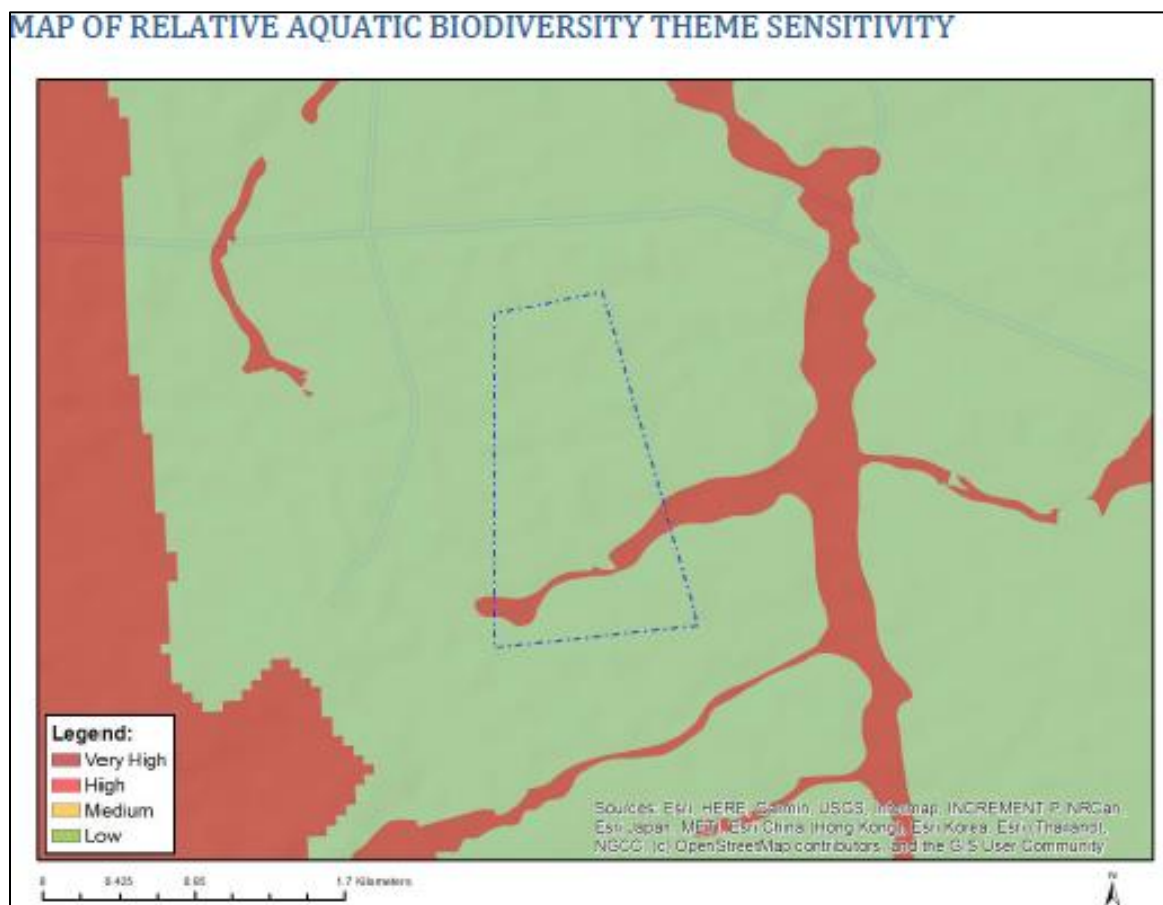 MAP OF RELATIVE AQUATIC BIODIVERSITY THEME SENSITIVITY
Legend:
Very High
High
Medium
Low
Sources: Esri, HERE, Garmin, USGS, Intermap, INCREMENT P, NRCan,
Esri Japan, METI, Esri China (Hong Kong), Esri Korea, Esri (Thailand),
NGCC, (c) OpenStreetMap contributors, and the GIS User Community
0 0.425 0.85 1.7 Kilometers
N